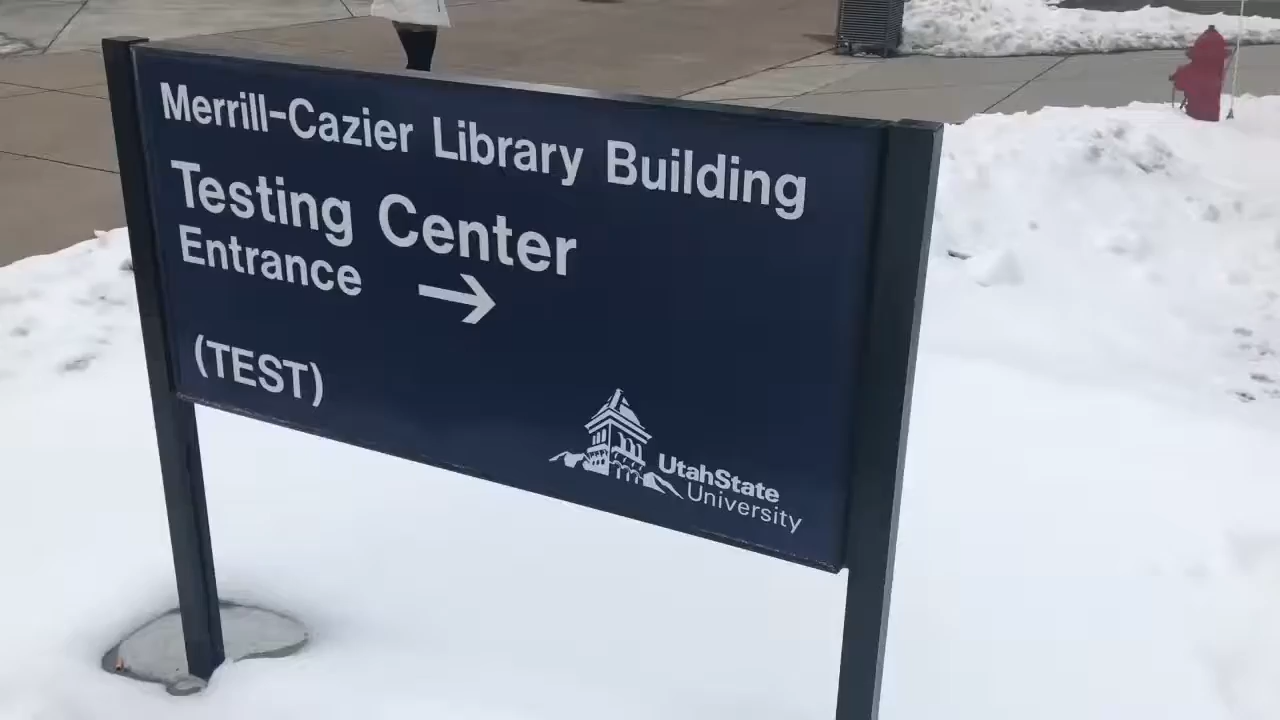 Merrill-Cazier Library Building
Testing Center
Entrance →
(TEST)
UtahState
University